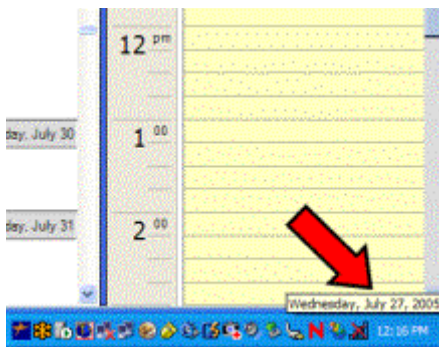 12 pm
day, July 30
1 00
day, July 31
2 00
Wednesday, July 27, 2005
N
12:16 PM